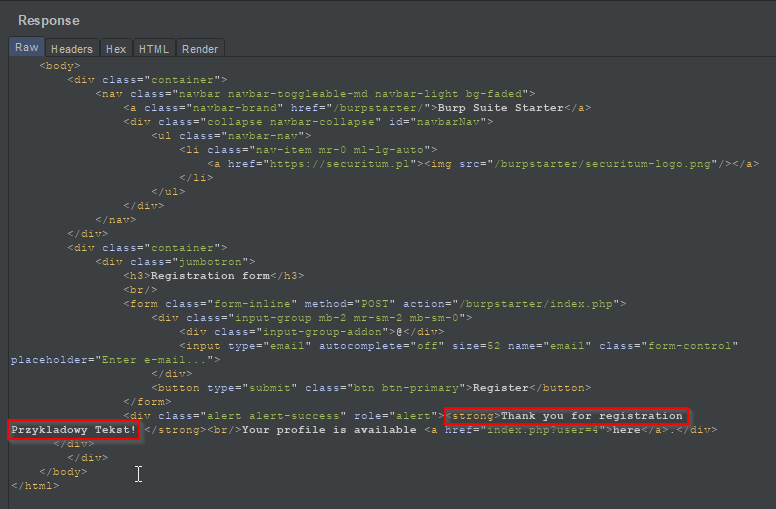 Response
Raw Headers Hex HTML Render
<body>
<div class="container">
<nav class="navbar navbar-toggleable-md navbar-light bg-faded">
<a class="navbar-brand" href="/burpstarter/">Burp Suite Starter</a>
<div class="collapse navbar-collapse" id="navbarNav">
<ul class="navbar-nav">
<li class="nav-item mr-0 ml-lg-auto">
<a href="https://securitum.pl"><img src="/burpstarter/securitum-logo.png"/></a>
</li>
</ul>
</div>
</nav>
</div>
<div class="container">
<div class="jumbotron">
<h3>Registration form</h3>
<br/>
<form class="form-inline" method="POST" action="/burpstarter/index.php">
<div class="input-group mb-2 mr-sm-2 mb-sm-0">
<div class="input-group-addon">@</div>
<input type="email" autocomplete="off" size=52 name="email" class="form-control"
placeholder="Enter e-mail...">
</div>
<button type="submit" class="btn btn-primary">Register</button>
</form>
<div class="alert alert-success" role="alert"><strong>Thank you for registration
Przykladowy Tekst! </strong><br/>Your profile is available <a href="index.php?user=4">here</a>.</div>
</div>
</div>
</body>
</html>